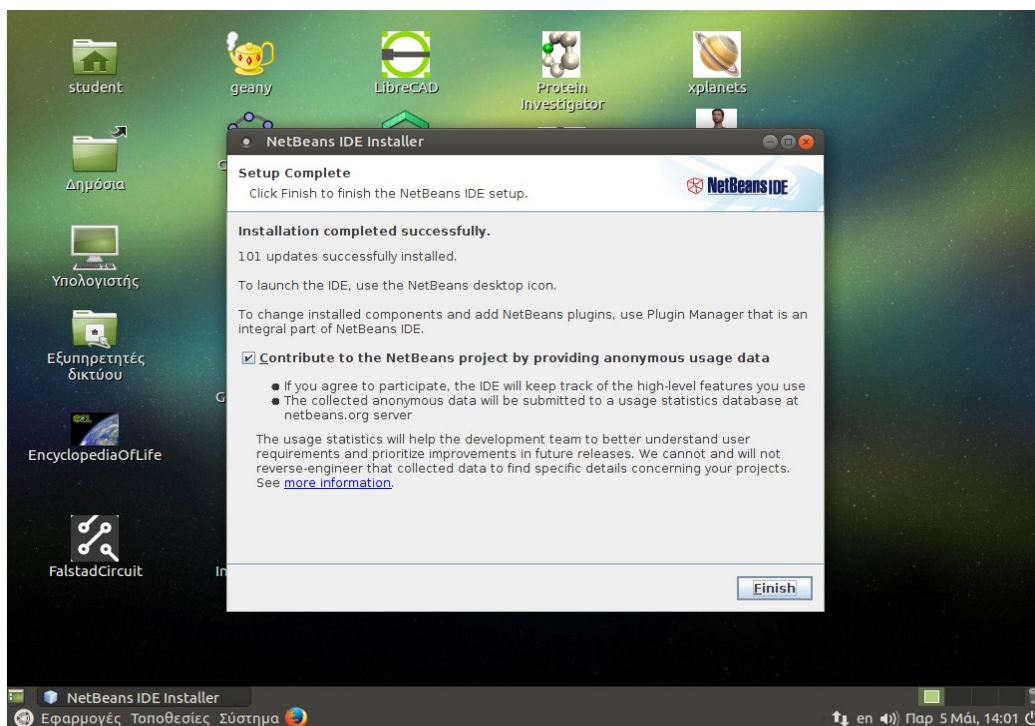 student
geany
LibreCAD
Protein
Investigator
xplanets
Δημόσια
Υπολογιστής
Εξυπηρετητές
δικτύου
EncyclopediaOfLife
FalstadCircuit
NetBeans IDE Installer
Setup Complete
Click Finish to finish the NetBeans IDE setup.
NetBeans IDE
Installation completed successfully.
101 updates successfully installed.
To launch the IDE, use the NetBeans desktop icon.
To change installed components and add NetBeans plugins, use Plugin Manager that is an
integral part of NetBeans IDE.
Contribute to the NetBeans project by providing anonymous usage data
If you agree to participate, the IDE will keep track of the high-level features you use
The collected anonymous data will be submitted to a usage statistics database at
netbeans.org server
The usage statistics will help the development team to better understand user
requirements and prioritize improvements in future releases. We cannot and will not
reverse-engineer that collected data to find specific details concerning your projects.
See more information.
Finish
NetBeans IDE Installer
Εφαρμογές Τοποθεσίες Σύστημα
en Παρ 5 Μάι, 14:01